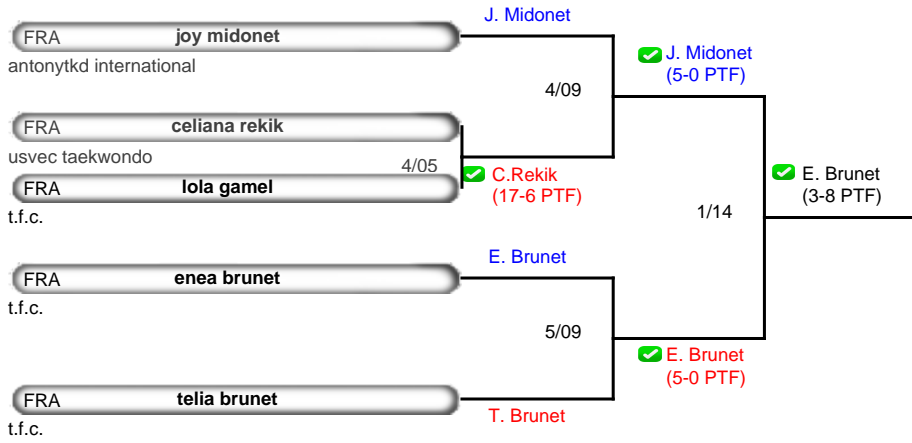 J. Midonet
FRA joy midonet
antonytkd international
J. Midonet
(5-0 PTF)
4/09
FRA celiana rekik
usvec taekwondo
4/05
C.Rekik
(17-6 PTF)
FRA lola gamel
t.f.c.
E. Brunet
(3-8 PTF)
1/14
E. Brunet
FRA enea brunet
t.f.c.
5/09
E. Brunet
(5-0 PTF)
FRA telia brunet
t.f.c.
T. Brunet